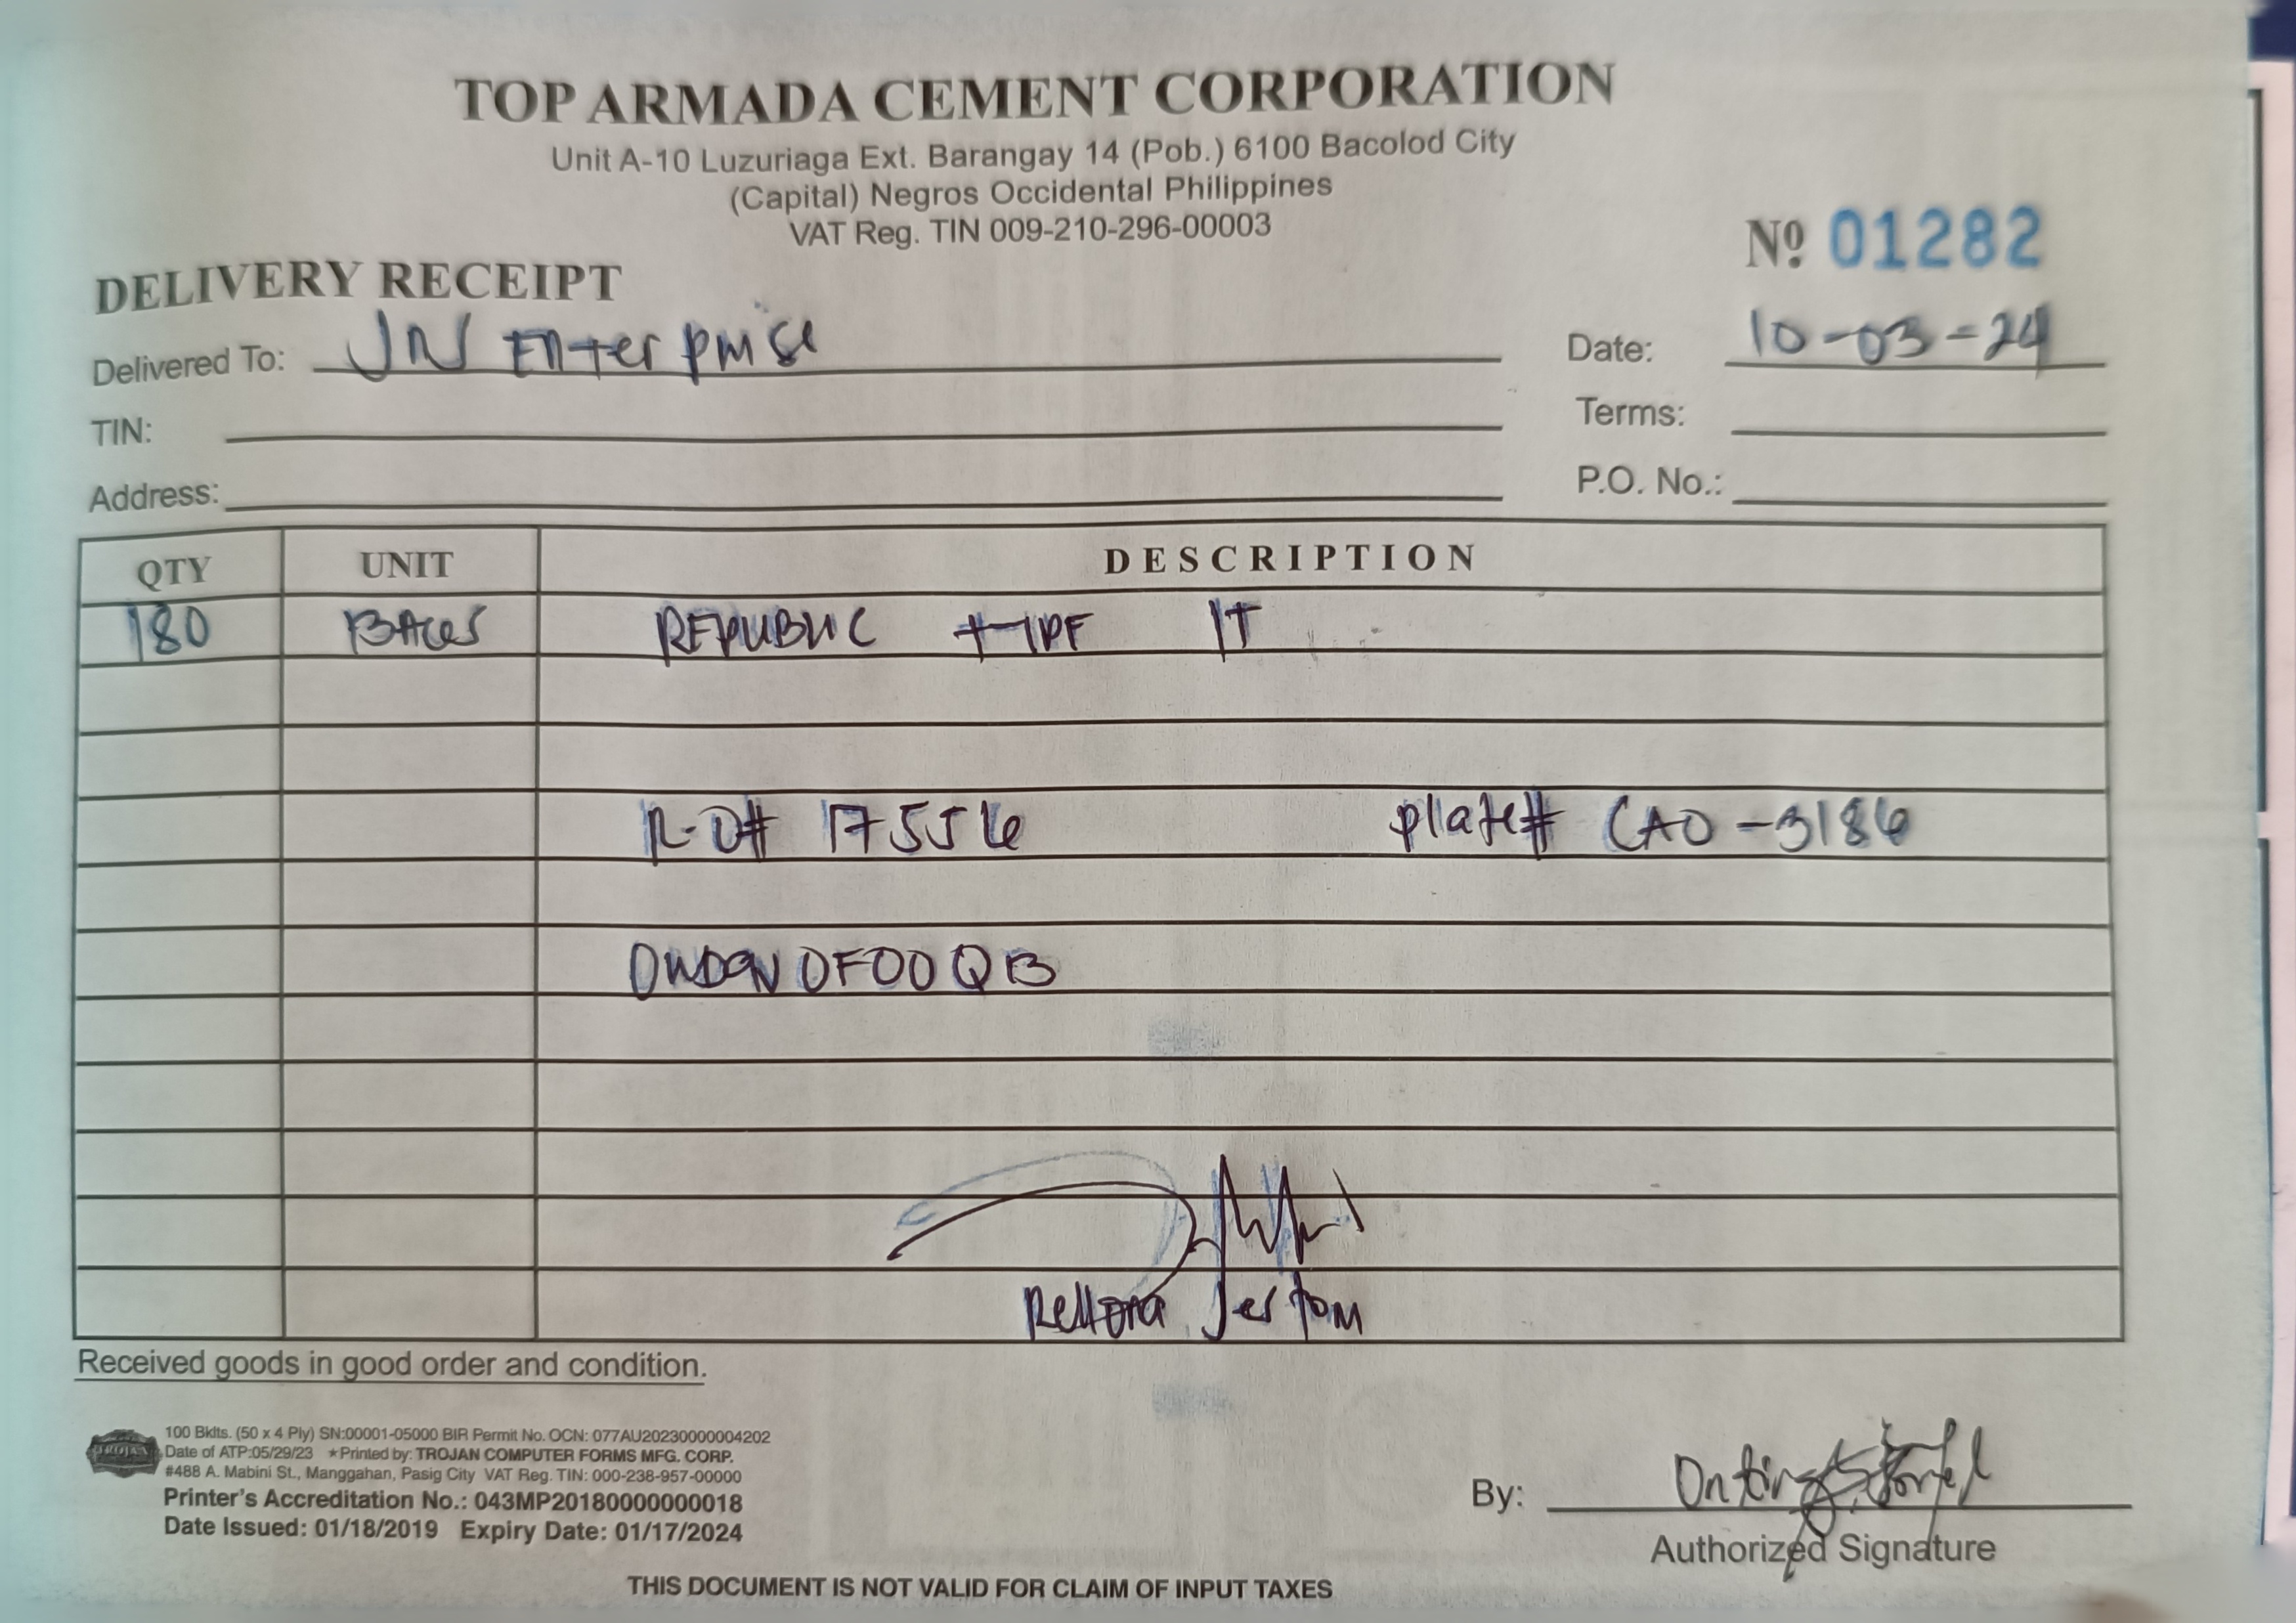 TOP ARMADA CEMENT CORPORATION
Unit A-10 Luzuriaga Ext. Barangay 14 (Pob.) 6100 Bacolod City
(Capital) Negros Occidental Philippines
VAT Reg. TIN 009-210-296-00003
Nº 01282
DELIVERY RECEIPT
Delivered To: JN Enterprise
Date: 10-03-24
TIN:
Terms:
Address:
P.O. No.:
QTY UNIT DESCRIPTION
180 BAGS REPUBLIC 1T
R-O# 17556 plate# CAO-3186
Received goods in good order and condition.
TROJAN
100 Bklts. (50 x 4 Ply) SN:00001-05000 BIR Permit No. OCN: 077AU20230000004202
Date of ATP:05/29/23 ★Printed by: TROJAN COMPUTER FORMS MFG. CORP.
#488 A. Mabini St., Manggahan, Pasig City VAT Reg. TIN: 000-238-957-00000
Printer's Accreditation No.: 043MP20180000000018
Date Issued: 01/18/2019 Expiry Date: 01/17/2024
By:
Authorized Signature
THIS DOCUMENT IS NOT VALID FOR CLAIM OF INPUT TAXES